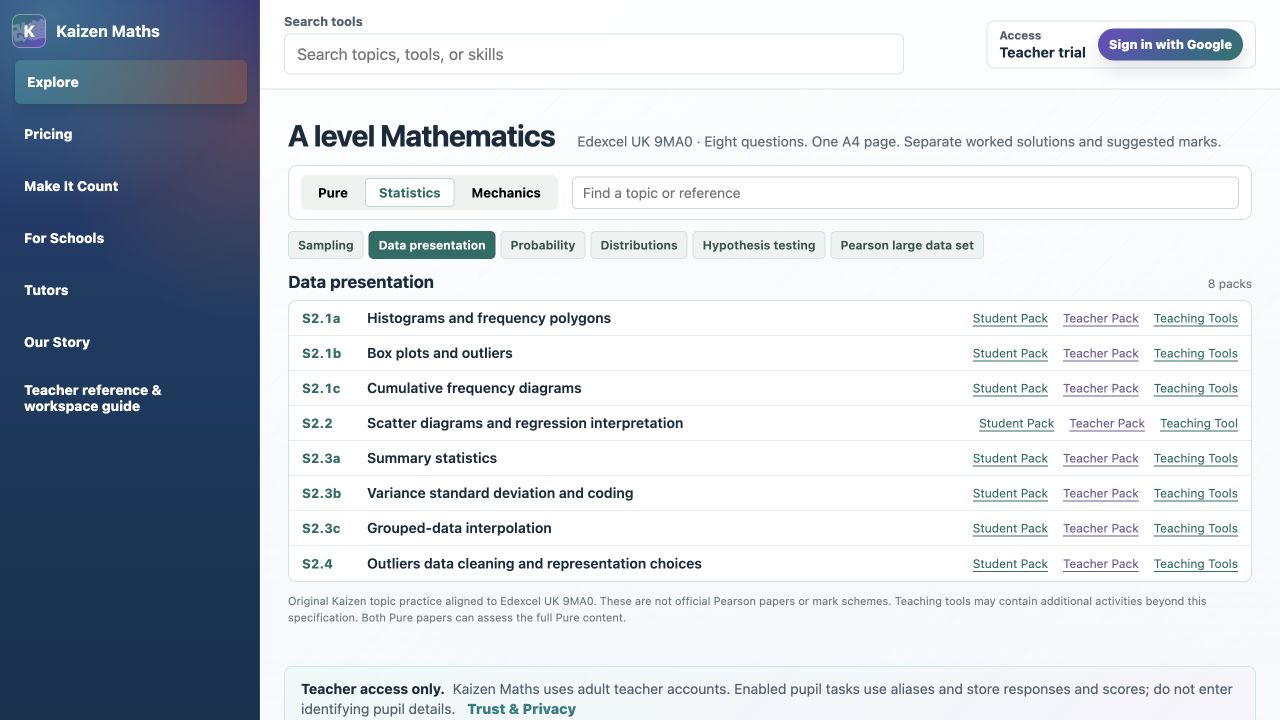 K Kaizen Maths
Explore
Pricing
Make It Count
For Schools
Tutors
Our Story
Teacher reference &
workspace guide
Search tools
Search topics, tools, or skills
Access
Teacher trial
Sign in with Google
A level Mathematics Edexcel UK 9MA0 · Eight questions. One A4 page. Separate worked solutions and suggested marks.
Pure Statistics Mechanics Find a topic or reference
Sampling Data presentation Probability Distributions Hypothesis testing Pearson large data set
Data presentation 8 packs
S2.1a Histograms and frequency polygons Student Pack Teacher Pack Teaching Tools
S2.1b Box plots and outliers Student Pack Teacher Pack Teaching Tools
S2.1c Cumulative frequency diagrams Student Pack Teacher Pack Teaching Tools
S2.2 Scatter diagrams and regression interpretation Student Pack Teacher Pack Teaching Tool
S2.3a Summary statistics Student Pack Teacher Pack Teaching Tools
S2.3b Variance standard deviation and coding Student Pack Teacher Pack Teaching Tools
S2.3c Grouped-data interpolation Student Pack Teacher Pack Teaching Tools
S2.4 Outliers data cleaning and representation choices Student Pack Teacher Pack Teaching Tools
Original Kaizen topic practice aligned to Edexcel UK 9MA0. These are not official Pearson papers or mark schemes. Teaching tools may contain additional activities beyond this
specification. Both Pure papers can assess the full Pure content.
Teacher access only. Kaizen Maths uses adult teacher accounts. Enabled pupil tasks use aliases and store responses and scores; do not enter
identifying pupil details. Trust & Privacy